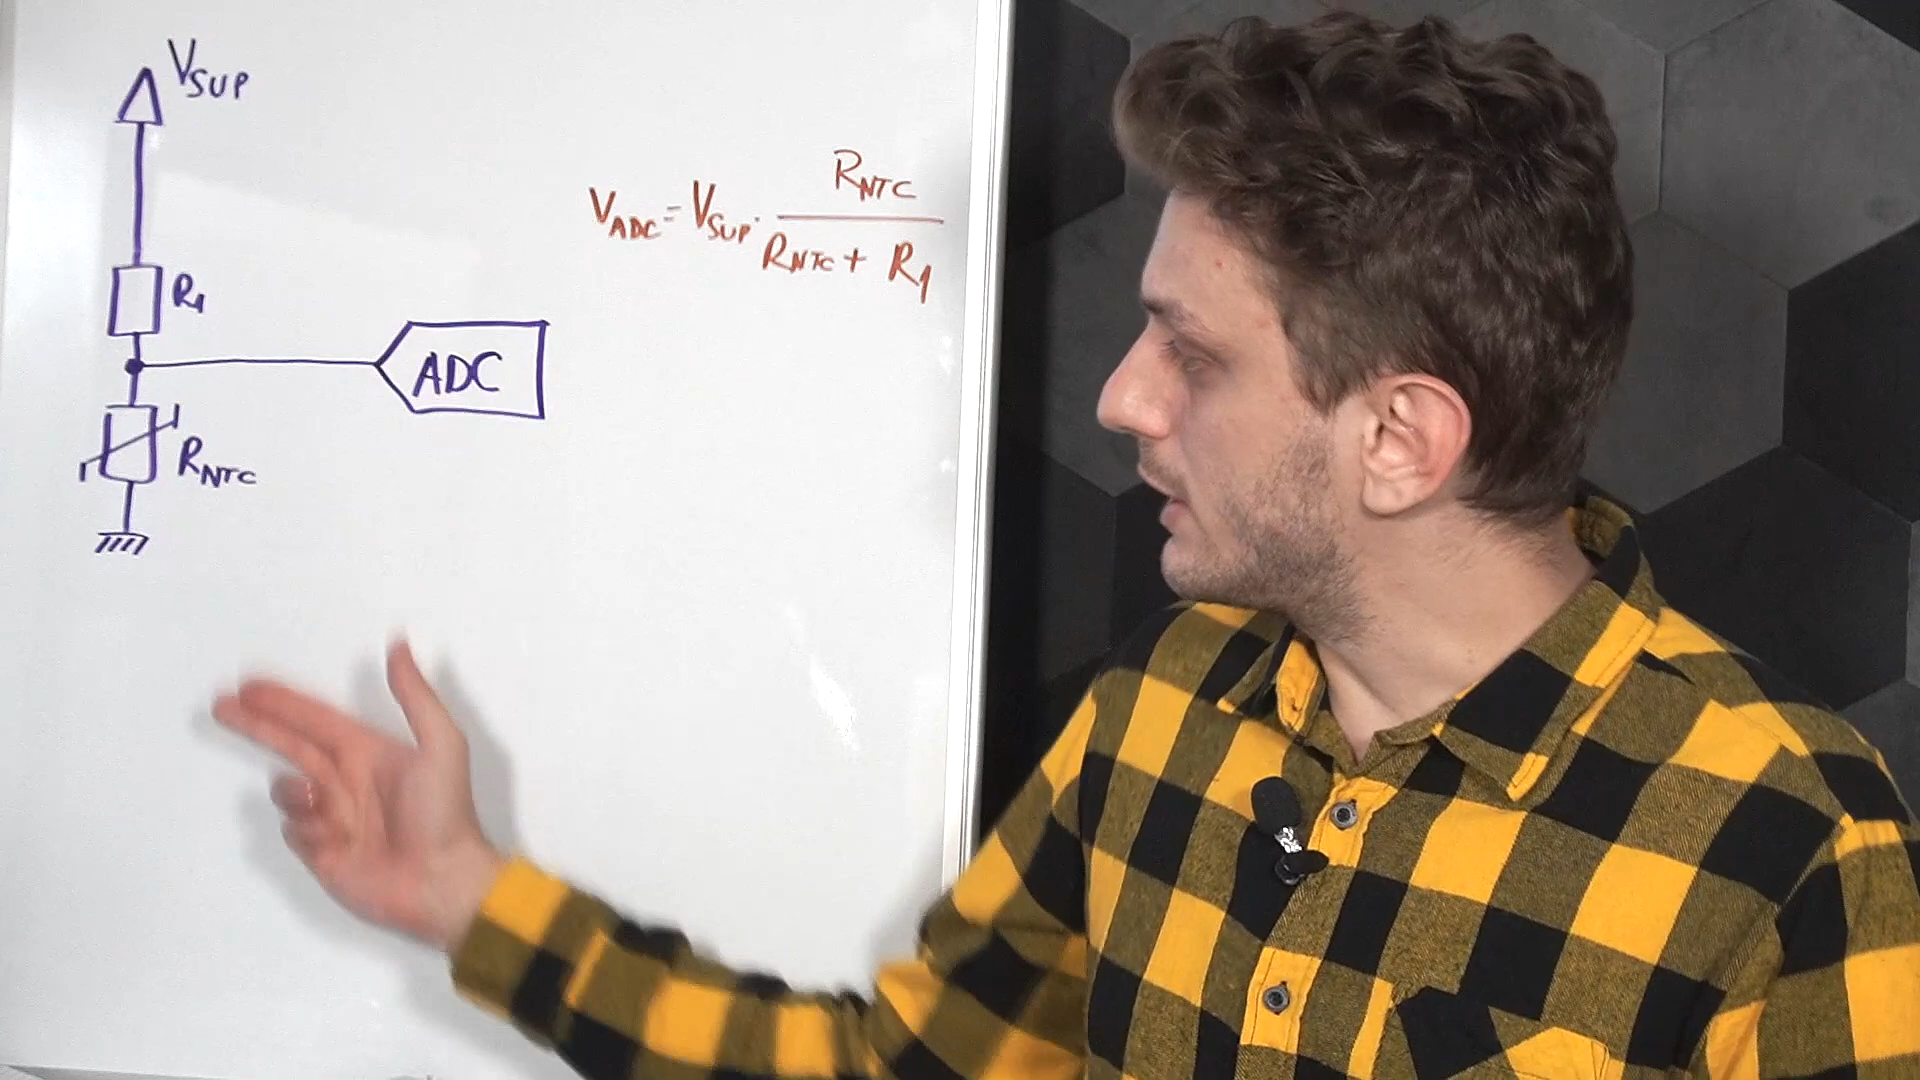 VSUP
R1
ADC
RNTC
VADC = VSUP · RNTC
RNTC + R1